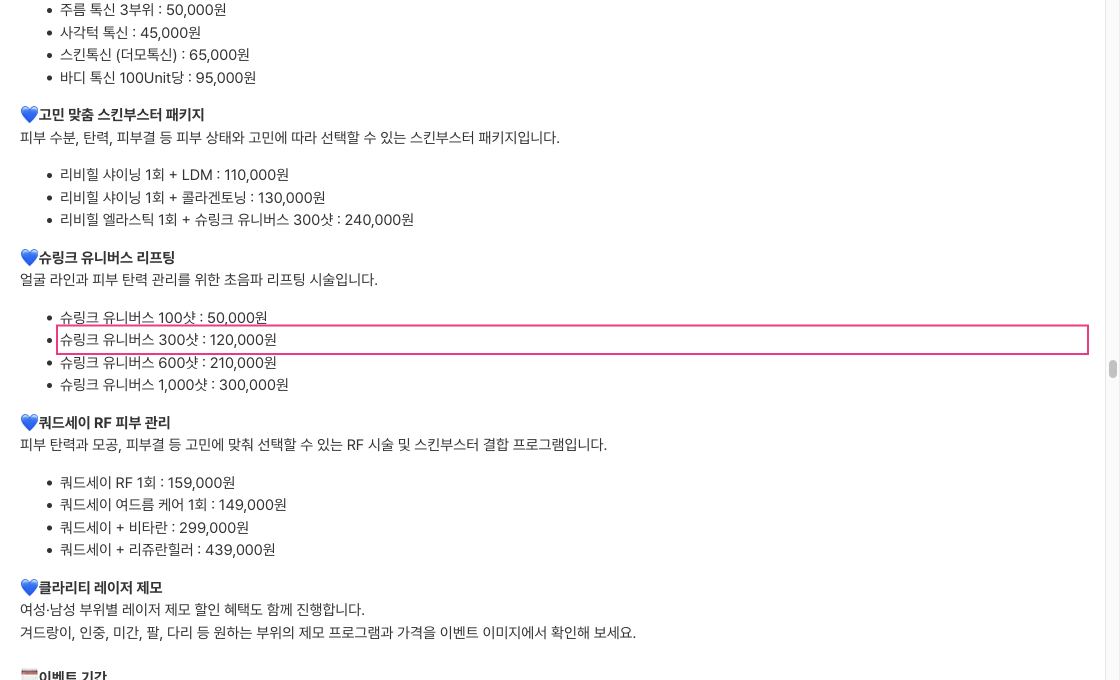 주름 톡신 3부위 : 50,000원
사각턱 톡신 : 45,000원
스킨톡신 (더모톡신) : 65,000원
바디 톡신 100Unit당 : 95,000원
💙고민 맞춤 스킨부스터 패키지
피부 수분, 탄력, 피부결 등 피부 상태와 고민에 따라 선택할 수 있는 스킨부스터 패키지입니다.
리비힐 샤이닝 1회 + LDM : 110,000원
리비힐 샤이닝 1회 + 콜라겐토닝 : 130,000원
리비힐 엘라스틱 1회 + 슈링크 유니버스 300샷 : 240,000원
💙슈링크 유니버스 리프팅
얼굴 라인과 피부 탄력 관리를 위한 초음파 리프팅 시술입니다.
슈링크 유니버스 100샷 : 50,000원
슈링크 유니버스 300샷 : 120,000원
슈링크 유니버스 600샷 : 210,000원
슈링크 유니버스 1,000샷 : 300,000원
💙쿼드세이 RF 피부 관리
피부 탄력과 모공, 피부결 등 고민에 맞춰 선택할 수 있는 RF 시술 및 스킨부스터 결합 프로그램입니다.
쿼드세이 RF 1회 : 159,000원
쿼드세이 여드름 케어 1회 : 149,000원
쿼드세이 + 비타란 : 299,000원
쿼드세이 + 리쥬란힐러 : 439,000원
💙클라리티 레이저 제모
여성·남성 부위별 레이저 제모 할인 혜택도 함께 진행합니다.
겨드랑이, 인중, 미간, 팔, 다리 등 원하는 부위의 제모 프로그램과 가격을 이벤트 이미지에서 확인해 보세요.
이벤트 기간